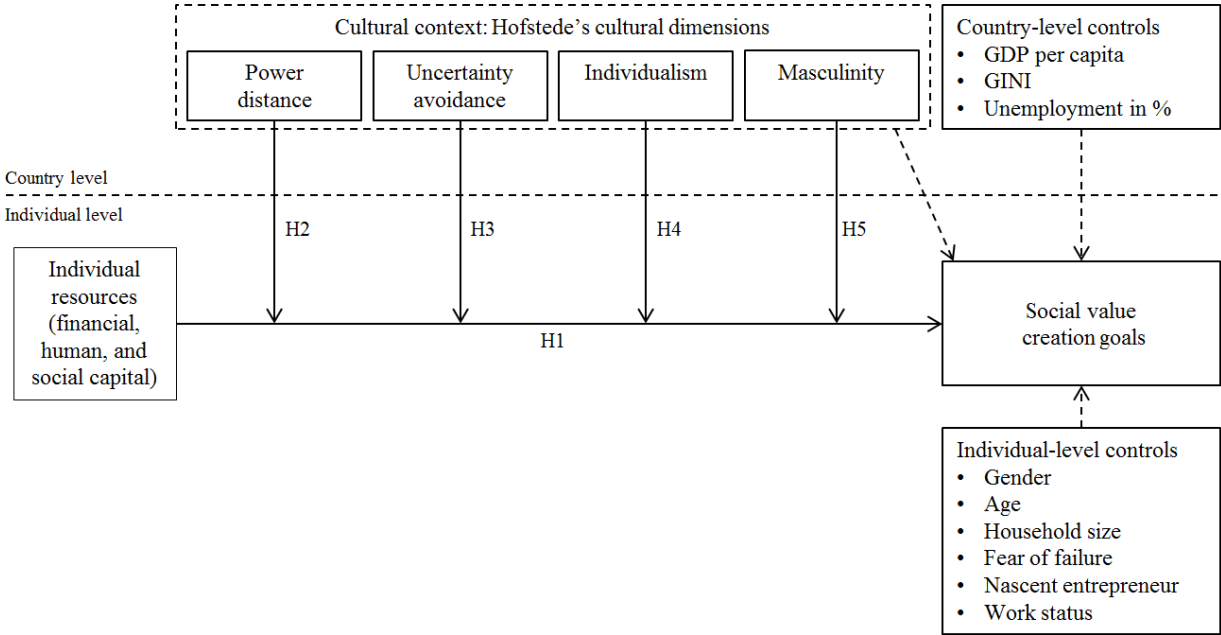 Cultural context: Hofstede's cultural dimensions
Power
distance
Uncertainty
avoidance
Individualism
Masculinity
Country-level controls
• GDP per capita
• GINI
• Unemployment in %
Country level
Individual level
H2
H3
H4
H5
Individual
resources
(financial,
human, and
social capital)
H1
Social value
creation goals
Individual-level controls
• Gender
• Age
• Household size
• Fear of failure
• Nascent entrepreneur
• Work status